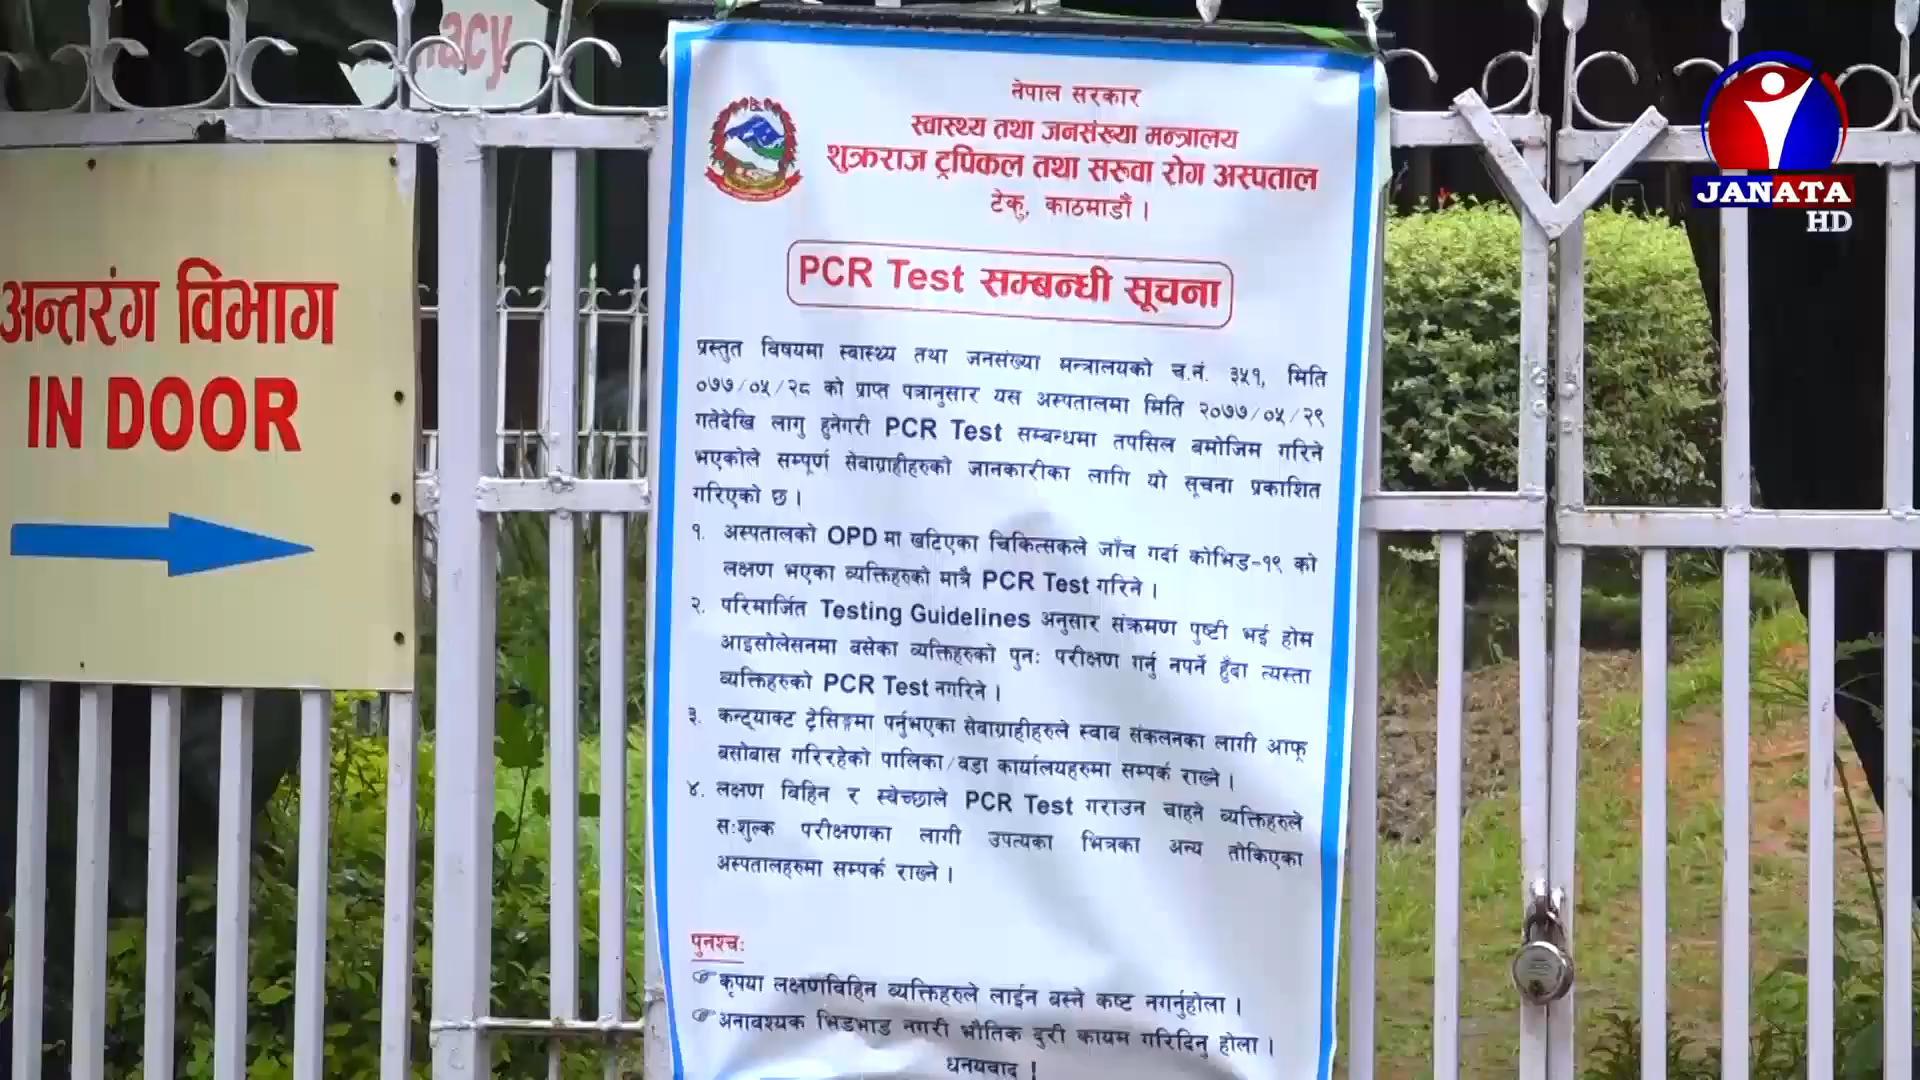 acy
JANATA
HD
अन्तरंग विभाग
IN DOOR
नेपाल सरकार
स्वास्थ्य तथा जनसंख्या मन्त्रालय
शुक्रराज ट्रपिकल तथा सरुवा रोग अस्पताल
टेकु, काठमाडौं ।
PCR Test सम्बन्धी सूचना
प्रस्तुत विषयमा स्वास्थ्य तथा जनसंख्या मन्त्रालयको च.नं. ३५१, मिति
०७७/०५/२८ को प्राप्त पत्रानुसार यस अस्पतालमा मिति २०७७/०५/२९
गतेदेखि लागु हुनेगरी PCR Test सम्बन्धमा तपसिल बमोजिम गरिने
भएकोले सम्पूर्ण सेवाग्राहीहरुको जानकारीका लागि यो सूचना प्रकाशित
गरिएको छ ।
१. अस्पतालको OPD मा खटिएका चिकित्सकले जाँच गर्दा कोभिड-१९ को
लक्षण भएका व्यक्तिहरुको मात्रै PCR Test गरिने ।
२. परिमार्जित Testing Guidelines अनुसार संक्रमण पुष्टी भई होम
आइसोलेसनमा बसेका व्यक्तिहरुको पुनः परीक्षण गर्नु नपर्ने हुँदा त्यस्ता
व्यक्तिहरुको PCR Test नगरिने ।
३. कन्ट्याक्ट ट्रेसिङ्गमा पर्नुभएका सेवाग्राहीहरुले स्वाब संकलनका लागी आफू
बसोबास गरिरहेको पालिका/वडा कार्यालयहरुमा सम्पर्क राख्ने ।
४. लक्षण विहिन र स्वेच्छाले PCR Test गराउन चाहने व्यक्तिहरुले
सःशुल्क परीक्षणका लागी उपत्यका भित्रका अन्य तोकिएका
अस्पतालहरुमा सम्पर्क राख्ने ।
पुनश्चः
कृपया लक्षणविहिन व्यक्तिहरुले लाईन बस्ने कष्ट नगर्नुहोला ।
अनावश्यक भिडभाड नगरी भौतिक दुरी कायम गरिदिनु होला ।
धन्यवाद !